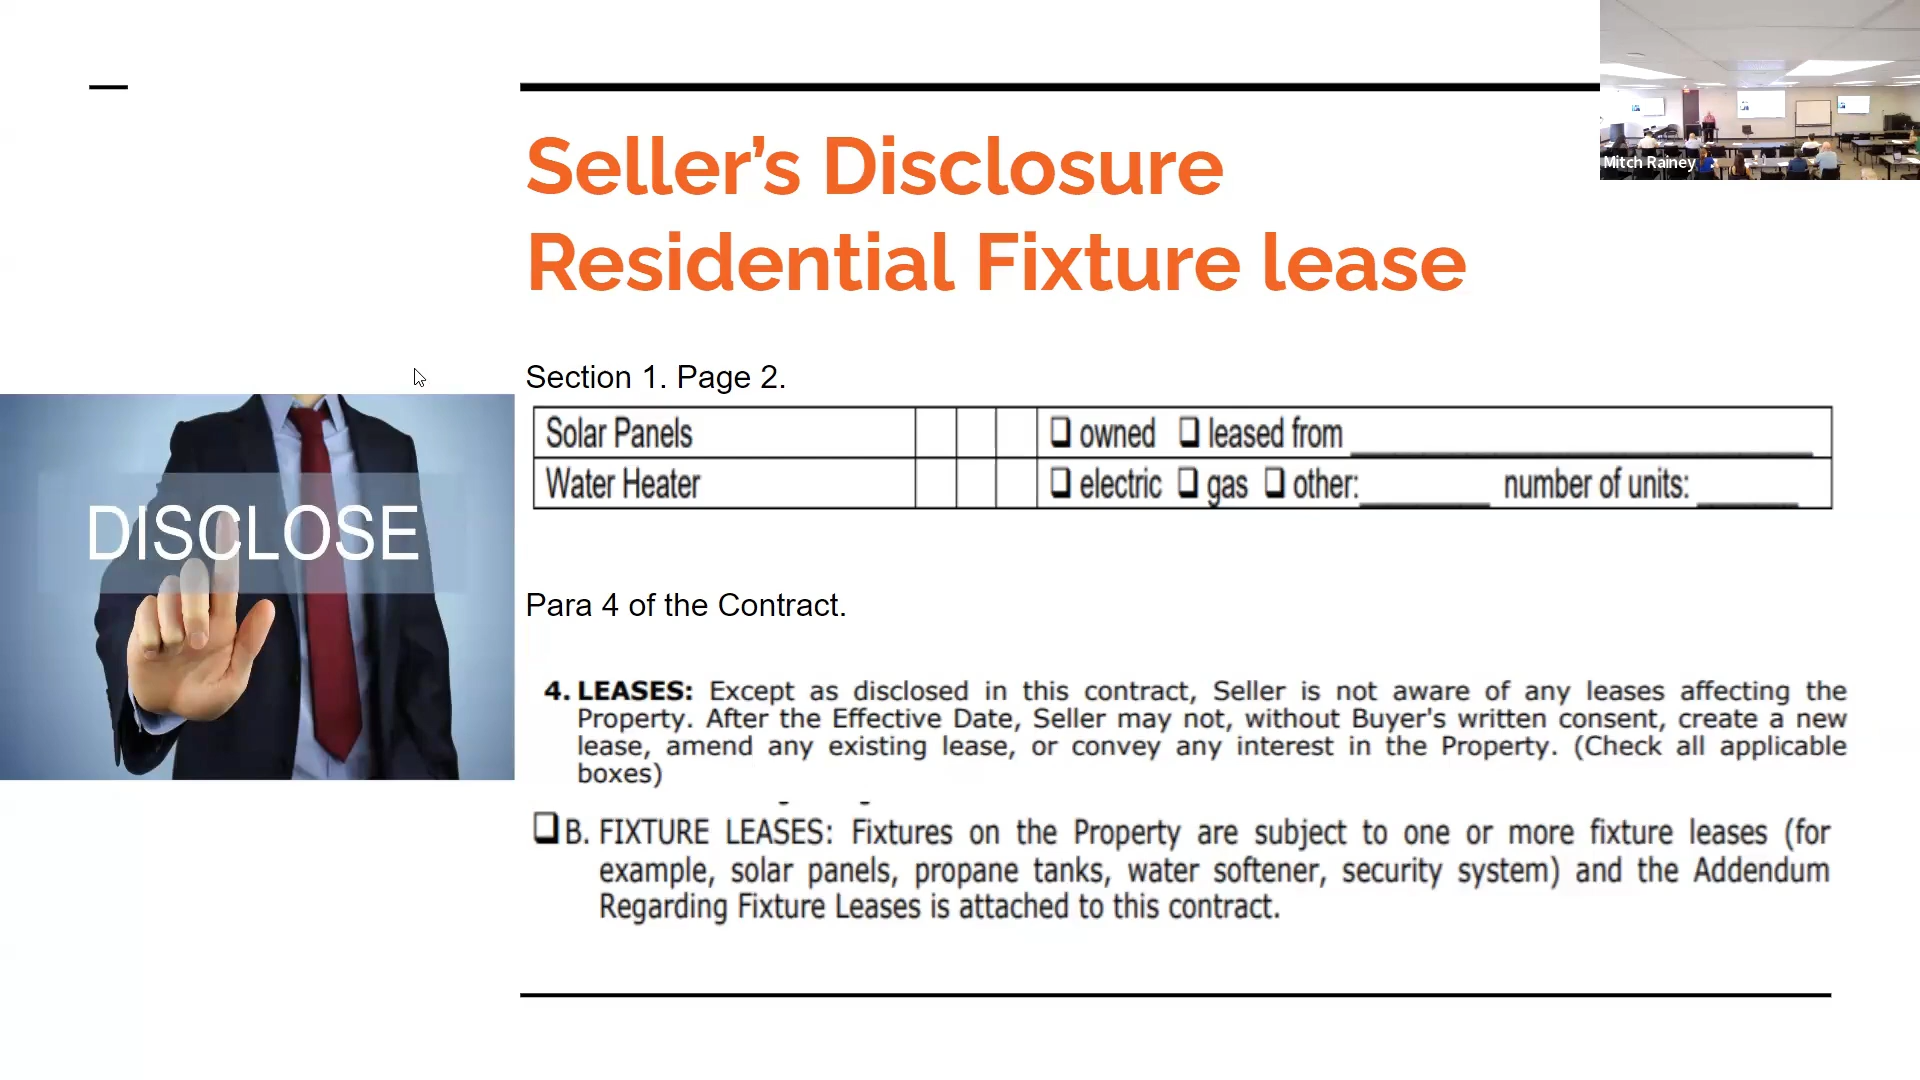 Mitch Rainey
Seller’s Disclosure
Residential Fixture lease
Section 1. Page 2.
Solar Panels ❑ owned ❑ leased from ____________________
Water Heater ❑ electric ❑ gas ❑ other:________ number of units: ______
DISCLOSE
Para 4 of the Contract.
4. LEASES: Except as disclosed in this contract, Seller is not aware of any leases affecting the
Property. After the Effective Date, Seller may not, without Buyer's written consent, create a new
lease, amend any existing lease, or convey any interest in the Property. (Check all applicable
boxes)
❑ B. FIXTURE LEASES: Fixtures on the Property are subject to one or more fixture leases (for
example, solar panels, propane tanks, water softener, security system) and the Addendum
Regarding Fixture Leases is attached to this contract.